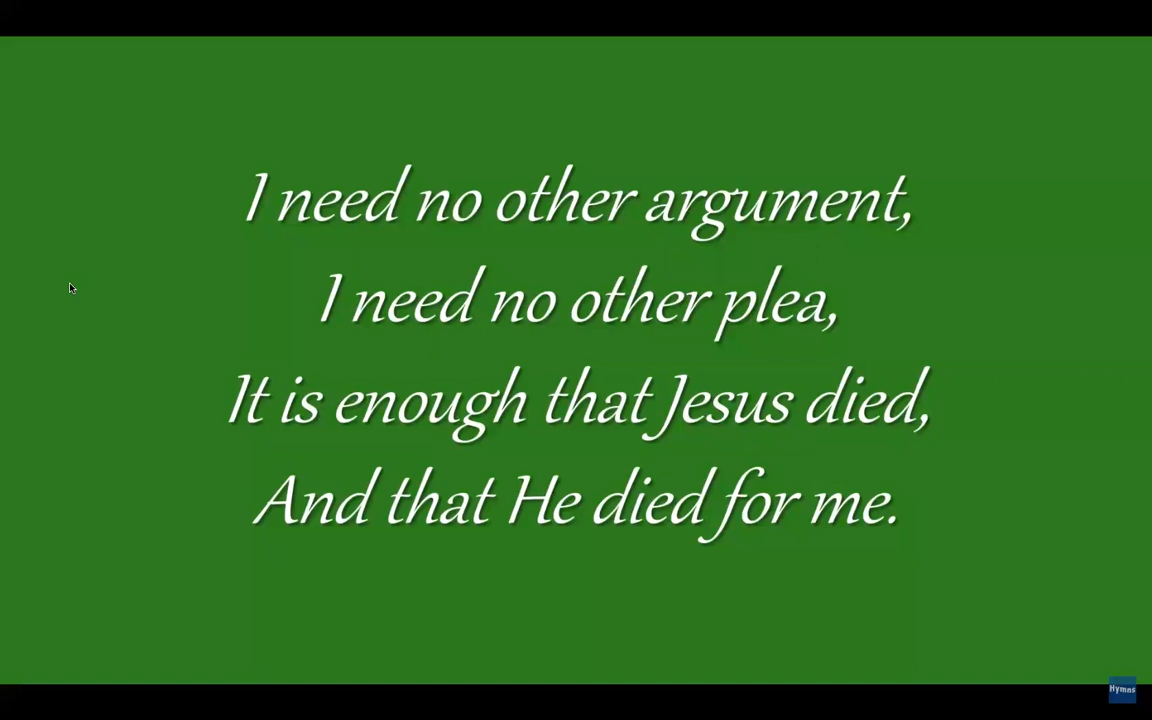 I need no other argument,
I need no other plea,
It is enough that Jesus died,
And that He died for me.
Hymns